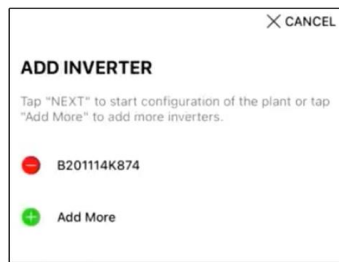 CANCEL
ADD INVERTER
Tap "NEXT" to start configuration of the plant or tap
"Add More" to add more inverters.
B201114K874
Add More